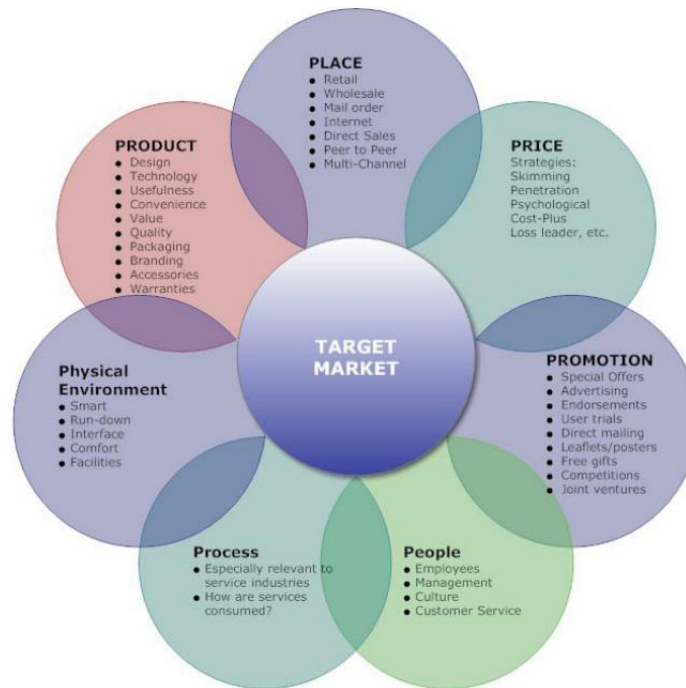 PLACE
● Retail
● Wholesale
● Mail order
● Internet
● Direct Sales
● Peer to Peer
● Multi-Channel
PRODUCT
● Design
● Technology
● Usefulness
● Convenience
● Value
● Quality
● Packaging
● Branding
● Accessories
● Warranties
PRICE
Strategies:
Skimming
Penetration
Psychological
Cost-Plus
Loss leader, etc.
TARGET
MARKET
Physical
Environment
● Smart
● Run-down
● Interface
● Comfort
● Facilities
PROMOTION
● Special Offers
● Advertising
● Endorsements
● User trials
● Direct mailing
● Leaflets/posters
● Free gifts
● Competitions
● Joint ventures
Process
● Especially relevant to
service industries
● How are services
consumed?
People
● Employees
● Management
● Culture
● Customer Service